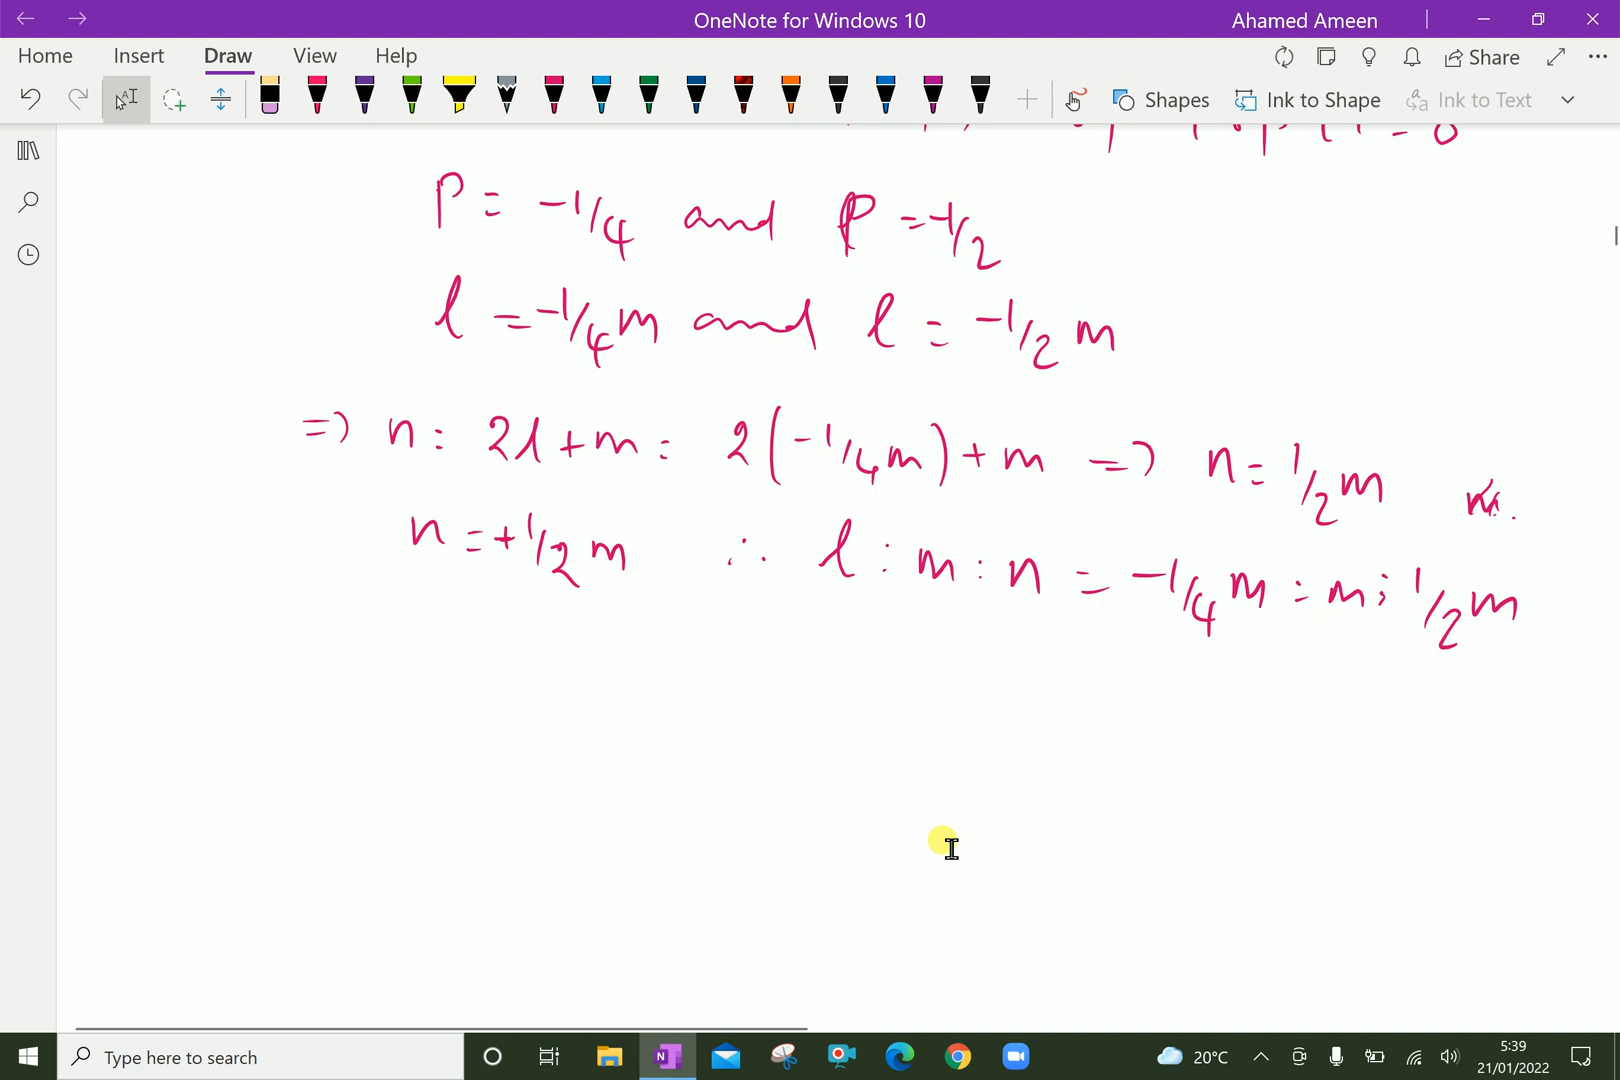 OneNote for Windows 10
Ahamed Ameen
Home Insert Draw View Help
Share
Shapes Ink to Shape Ink to Text
= 0
P = -1/4 and P = -1/2
l = -1/4 m and l = -1/2 m
=> n = 2l + m = 2(-1/4 m) + m => n = 1/2 m
n = +1/2 m ∴ l : m : n = -1/4 m : m : 1/2 m
Type here to search
20°C
5:39
21/01/2022